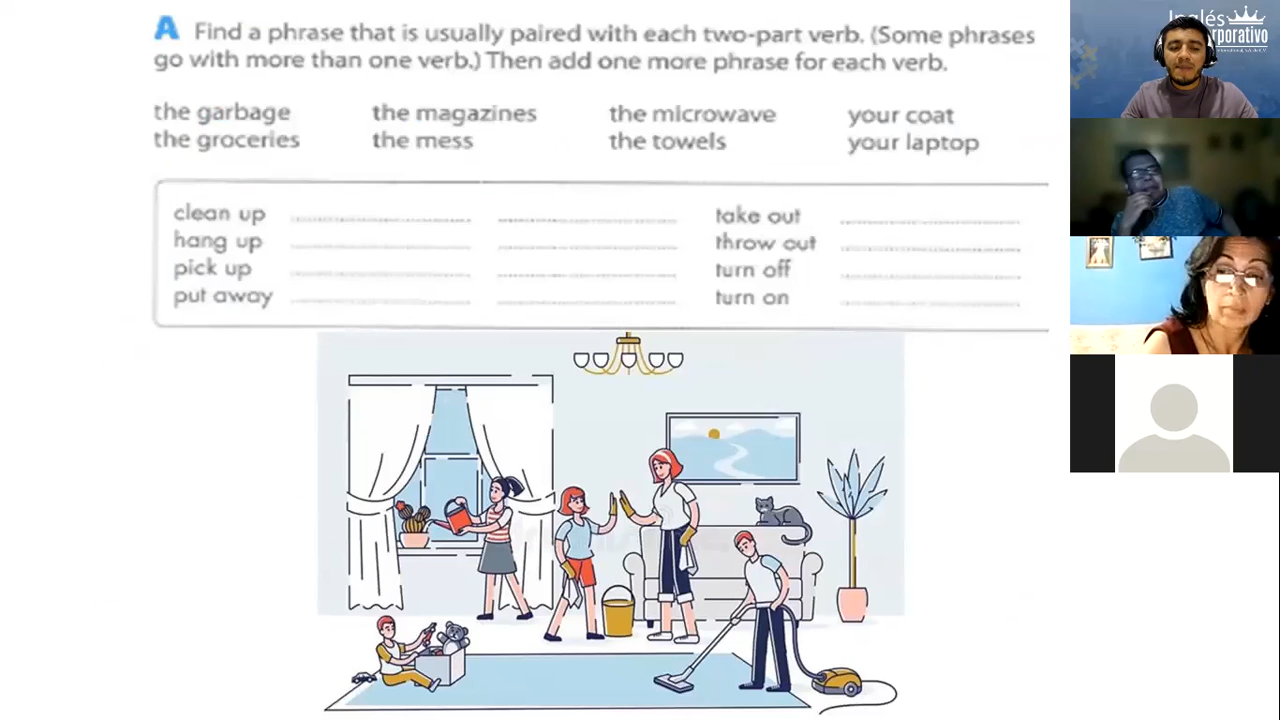 A Find a phrase that is usually paired with each two-part verb. (Some phrases
go with more than one verb.) Then add one more phrase for each verb.
the garbage the magazines the microwave your coat
the groceries the mess the towels your laptop
clean up take out
hang up throw out
pick up turn off
put away turn on
Inglés
orporativo